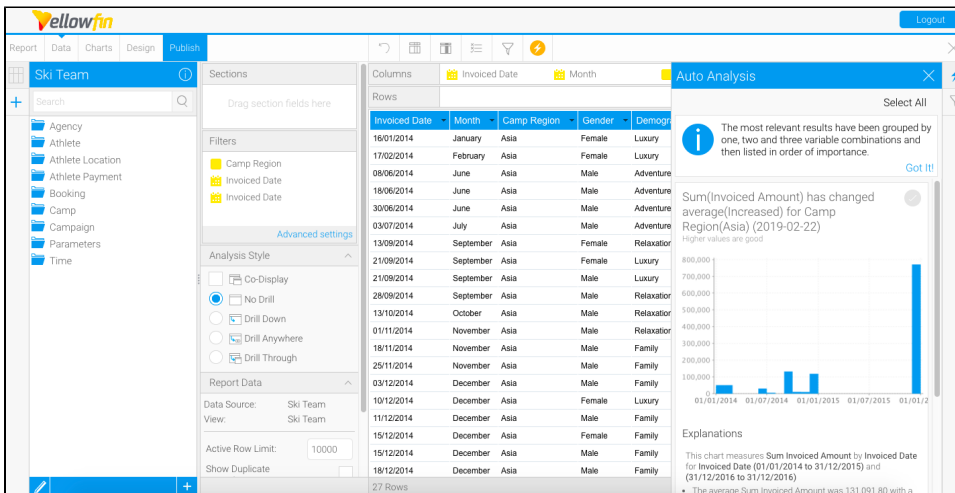 Yellowfin
Logout
Report Data Charts Design Publish
Ski Team
Search
Agency
Athlete
Athlete Location
Athlete Payment
Booking
Camp
Campaign
Parameters
Time
Sections
Drag section fields here
Filters
Camp Region
Invoiced Date
Invoiced Date
Advanced settings
Analysis Style
Co-Display
No Drill
Drill Down
Drill Anywhere
Drill Through
Report Data
Data Source: Ski Team
View: Ski Team
Active Row Limit: 10000
Show Duplicate
Columns Invoiced Date Month
Rows
Invoiced Date Month Camp Region Gender Demogr
16/01/2014 January Asia Female Luxury
17/02/2014 February Asia Female Luxury
08/06/2014 June Asia Male Adventure
18/06/2014 June Asia Male Adventure
30/06/2014 June Asia Male Adventure
03/07/2014 July Asia Male Adventure
13/09/2014 September Asia Female Relaxation
21/09/2014 September Asia Female Luxury
21/09/2014 September Asia Male Luxury
28/09/2014 September Asia Male Relaxation
13/10/2014 October Asia Male Relaxation
01/11/2014 November Asia Male Relaxation
18/11/2014 November Asia Male Family
25/11/2014 November Asia Male Family
03/12/2014 December Asia Male Family
10/12/2014 December Asia Female Luxury
11/12/2014 December Asia Male Family
15/12/2014 December Asia Female Family
15/12/2014 December Asia Male Family
18/12/2014 December Asia Male Family
27 Rows
Auto Analysis
Select All
The most relevant results have been grouped by
one, two and three variable combinations and
then listed in order of importance.
Got It!
Sum(Invoiced Amount) has changed
average(Increased) for Camp
Region(Asia) (2019-02-22)
Higher values are good
800,000
700,000
600,000
500,000
400,000
300,000
200,000
100,000
0
01/01/2014 01/07/2014 01/01/2015 01/07/2015 01/01/2
Explanations
This chart measures Sum Invoiced Amount by Invoiced Date
for Invoiced Date (01/01/2014 to 31/12/2015) and
(31/12/2016 to 31/12/2016)
• The average Sum Invoiced Amount was 131,091.80 with a